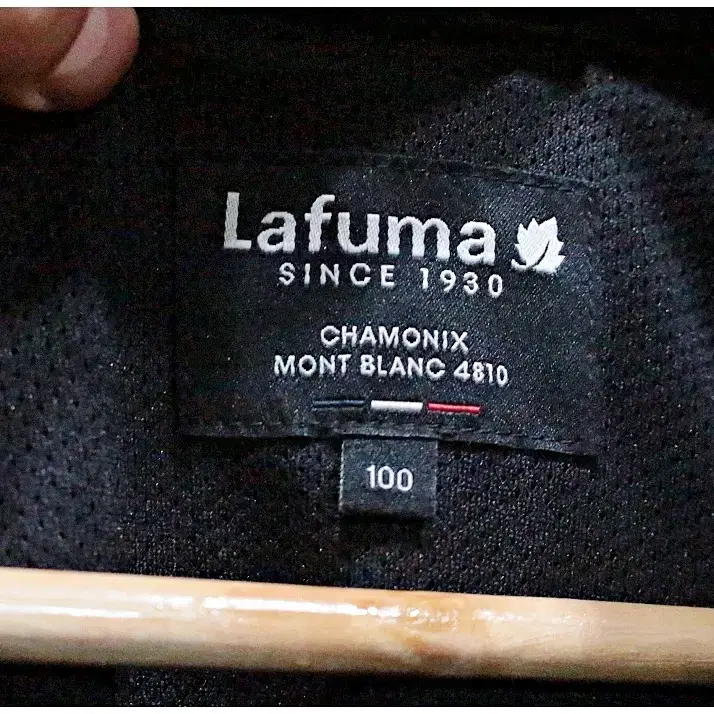 Lafuma
SINCE 1930
CHAMONIX
MONT BLANC 4810
100